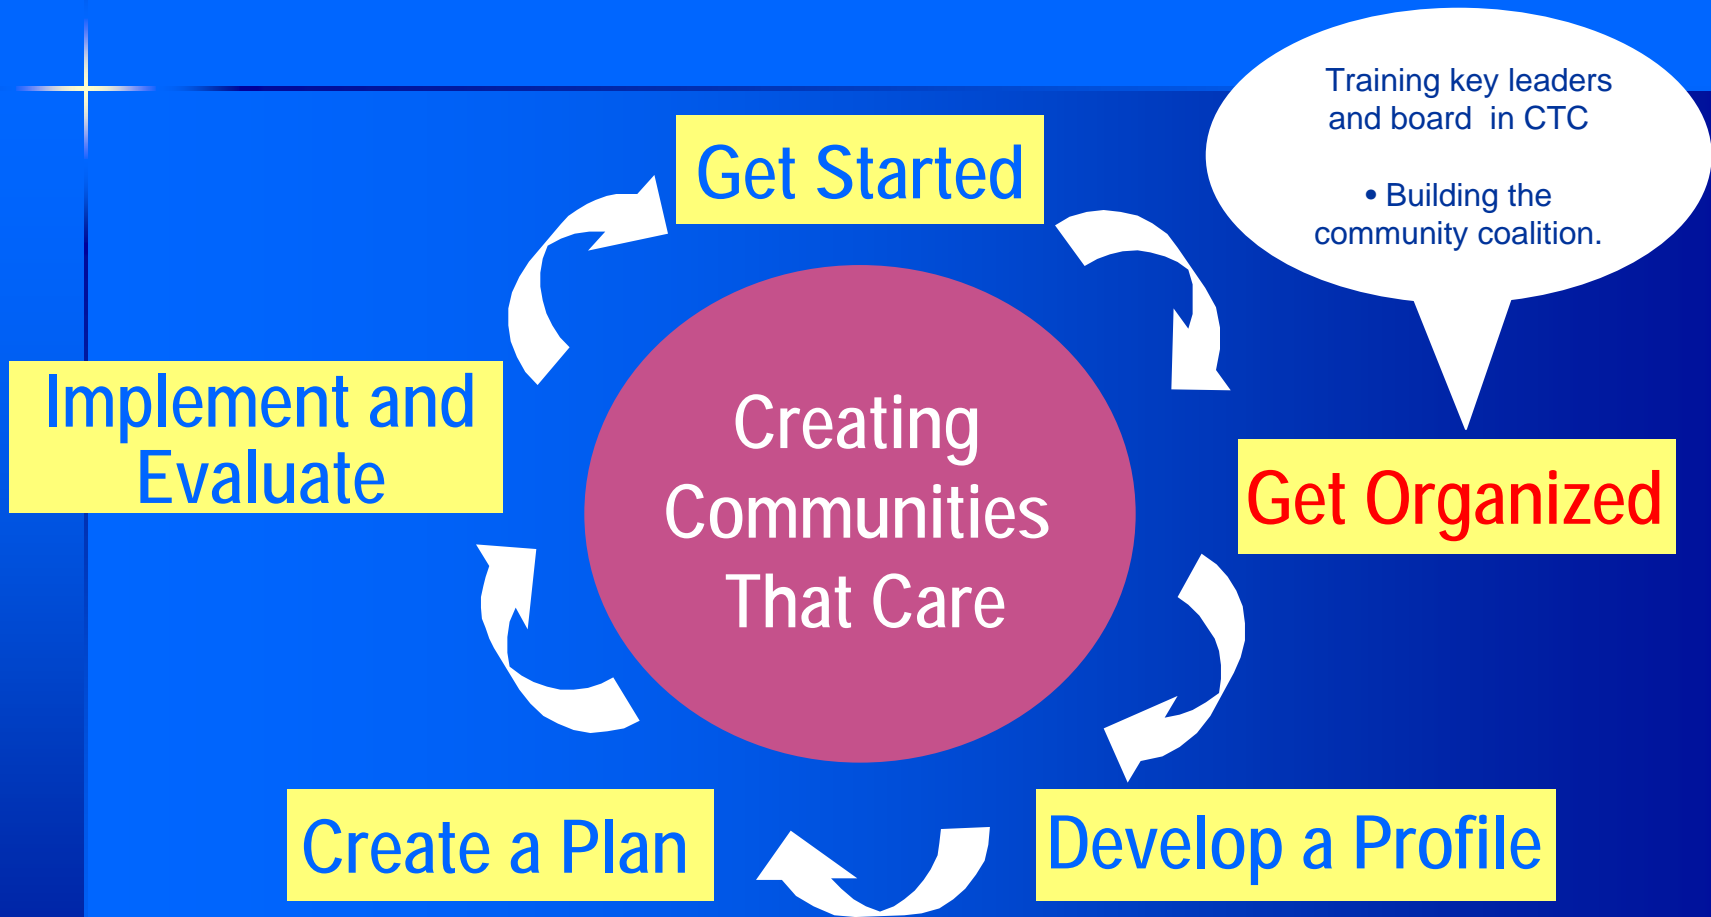 Training key leaders
and board in CTC
• Building the
community coalition.
Get Started
Get Organized
Develop a Profile
Create a Plan
Implement and
Evaluate
Creating
Communities
That Care